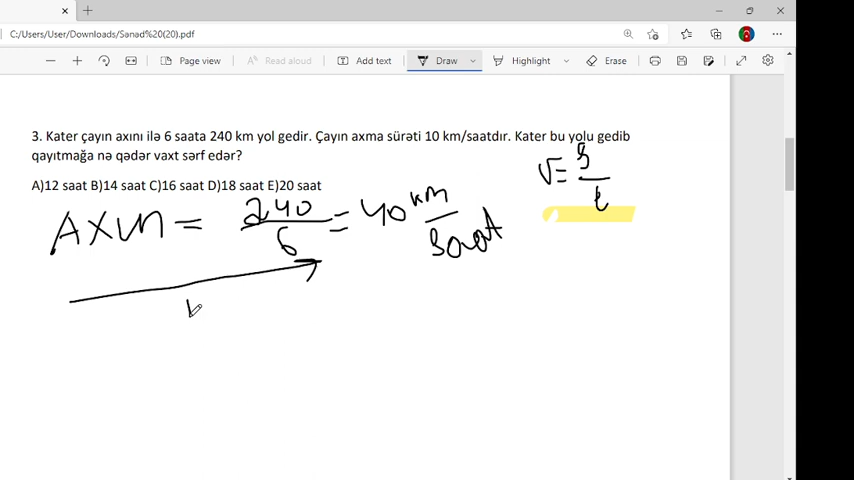 C:/Users/User/Downloads/Sənəd%20(20).pdf
Page view
Read aloud
Add text
Draw
Highlight
Erase
3. Kater çayın axını ilə 6 saata 240 km yol gedir. Çayın axma sürəti 10 km/saatdır. Kater bu yolu gedib
qayıtmağa nə qədər vaxt sərf edər?
A)12 saat B)14 saat C)16 saat D)18 saat E)20 saat
V = S/t
AXIN = 240/6 = 40 km/saat